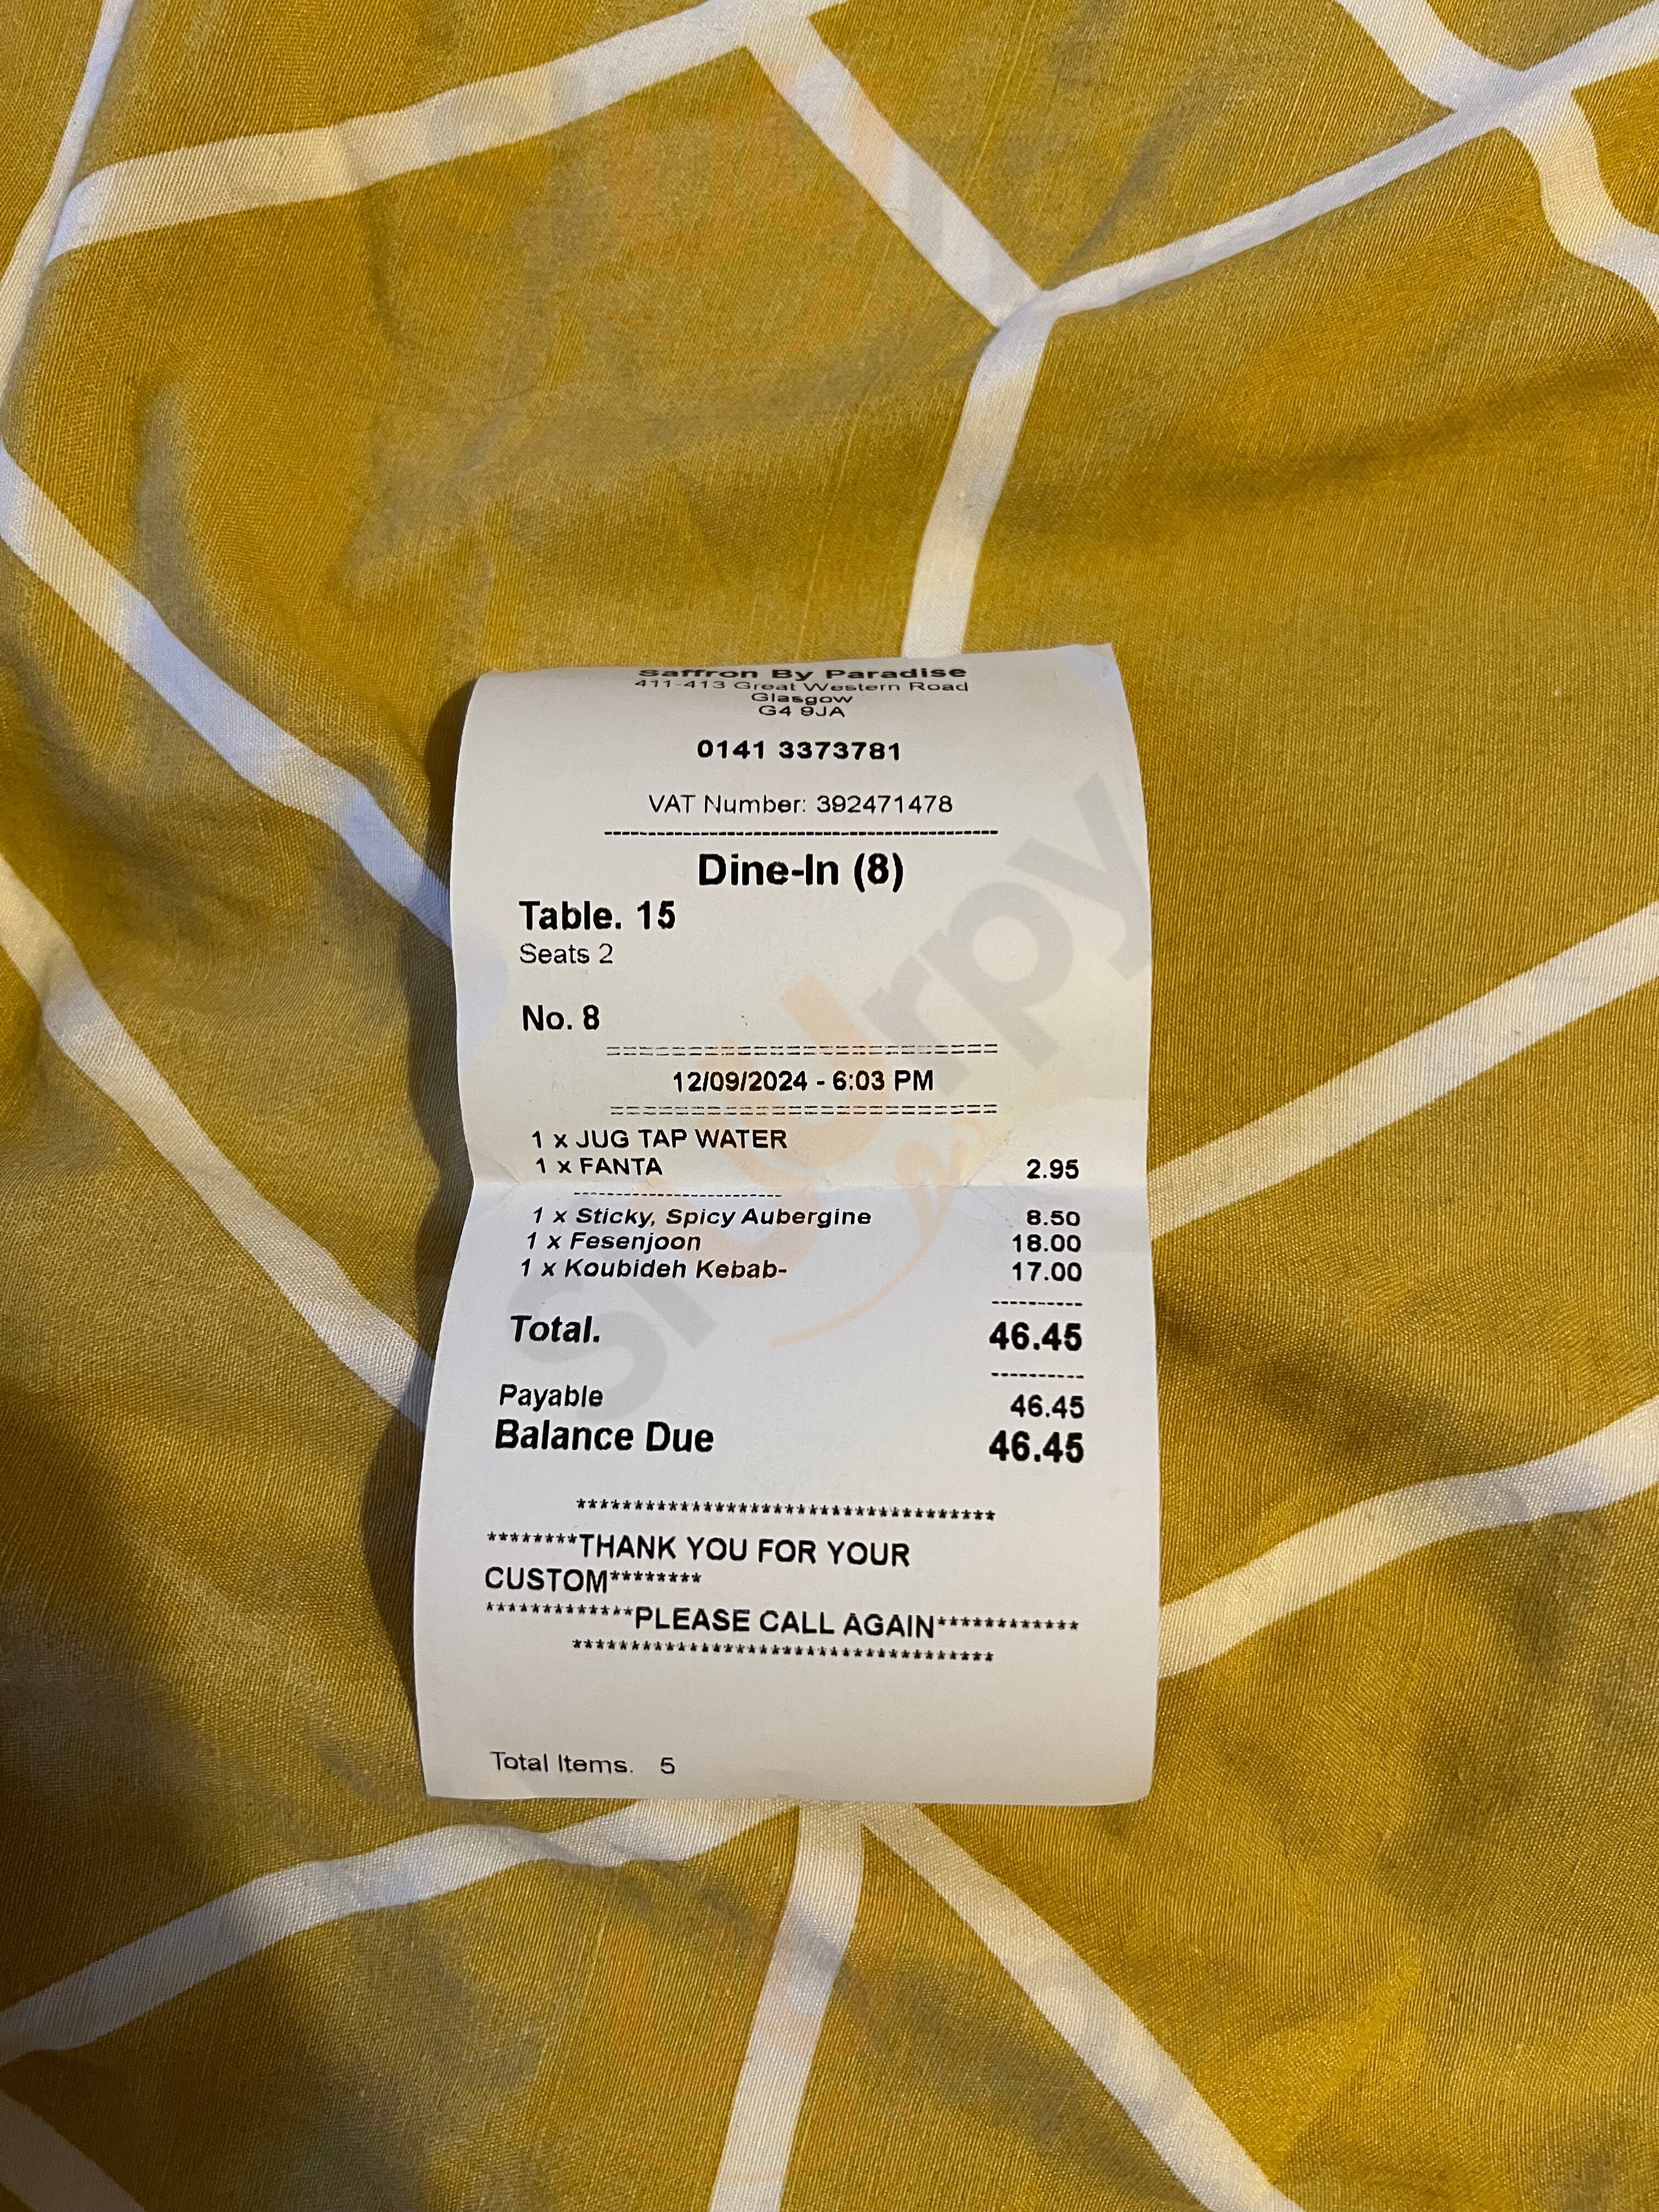 Saffron By Paradise
411-413 Great Western Road
Glasgow
G4 9JA
0141 3373781
VAT Number: 392471478
---------------------------------------------
Dine-In (8)
Table. 15
Seats 2
No. 8
=============================
12/09/2024 - 6:03 PM
=============================
1 x JUG TAP WATER
1 x FANTA 2.95
------------------------
1 x Sticky, Spicy Aubergine 8.50
1 x Fesenjoon 18.00
1 x Koubideh Kebab- 17.00
----------
Total. 46.45
----------
Payable 46.45
Balance Due 46.45
************************************
********THANK YOU FOR YOUR
CUSTOM********
*************PLEASE CALL AGAIN************
************************************
Total Items. 5
Slurpy